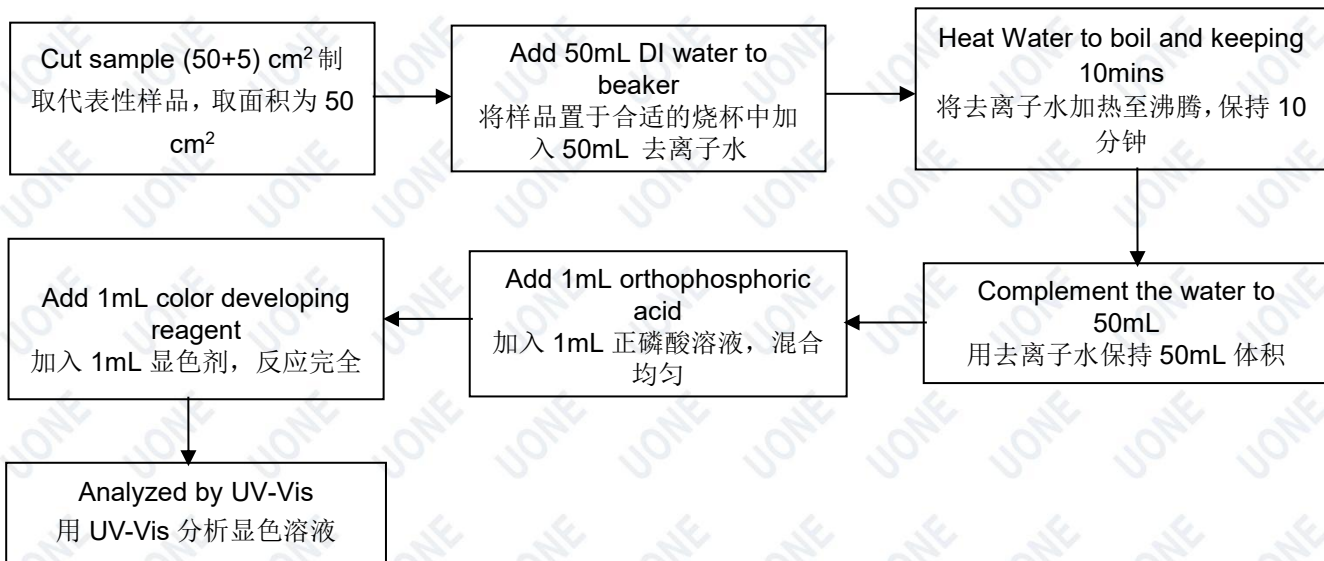 Cut sample (50+5) cm² 制
取代表性样品，取面积为 50
cm²
Add 50mL DI water to
beaker
将样品置于合适的烧杯中加
入 50mL 去离子水
Heat Water to boil and keeping
10mins
将去离子水加热至沸腾，保持 10
分钟
Complement the water to
50mL
用去离子水保持 50mL 体积
Add 1mL orthophosphoric
acid
加入 1mL 正磷酸溶液，混合
均匀
Add 1mL color developing
reagent
加入 1mL 显色剂，反应完全
Analyzed by UV-Vis
用 UV-Vis 分析显色溶液
UONE